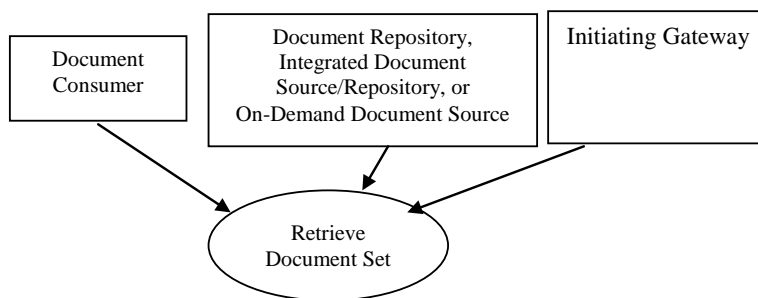 Document
Consumer
Document Repository,
Integrated Document
Source/Repository, or
On-Demand Document Source
Initiating Gateway
Retrieve
Document Set